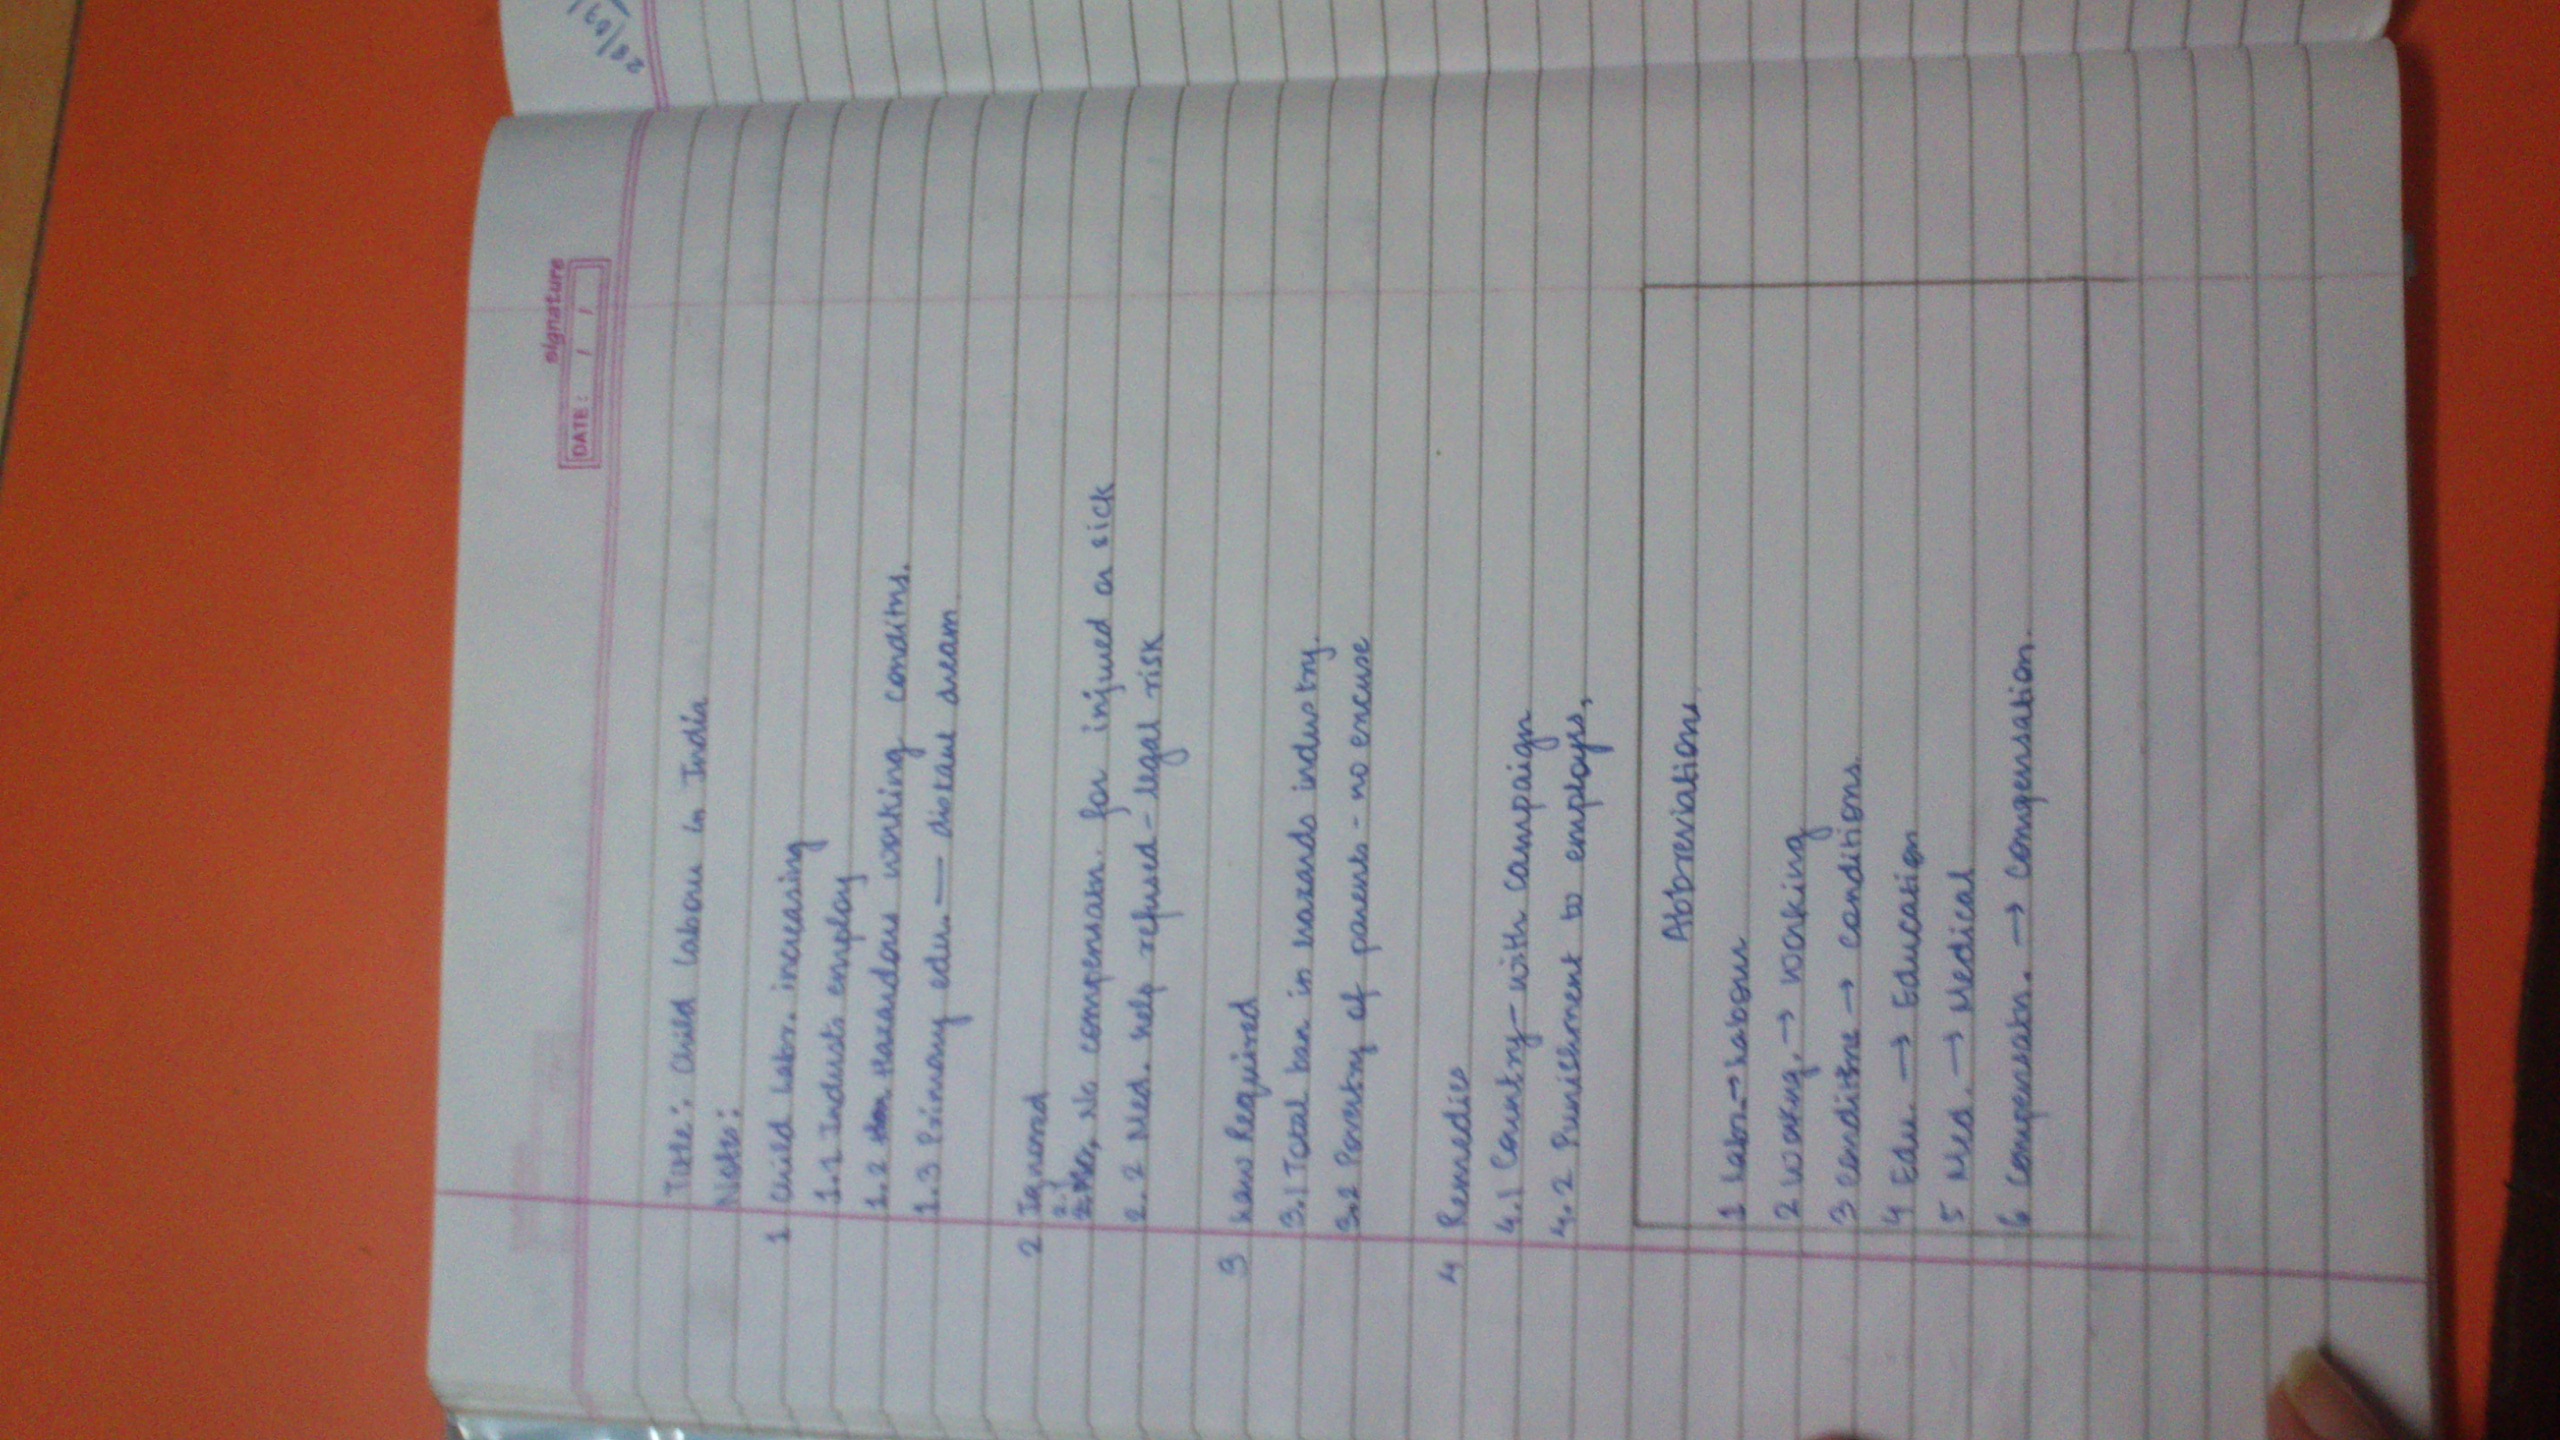 signature
DATE: / /
28/07/
Title: Child Labour in India
Notes:
1 Child Labr. increasing
1.1 Industs employ
1.2 Hazardous working conditns.
1.3 Primary edu. — distant dream.
2 Ignored
2.1 No compensatn. for injured or sick
2.2 Med. help refused - legal risk
3 Law Required
3.1 Total ban in hazards industry.
3.2 Povertry of parents - no excuse
4 Remedies
4.1 Country - with campaign
4.2 Punishment to employrs.
Abbreviations
1 Labr. → Labour
2 Workng. → Working
3 Conditns → Conditions.
4 Edu. → Education
5 Med. → Medical
6 Compensatn. → Compensation.